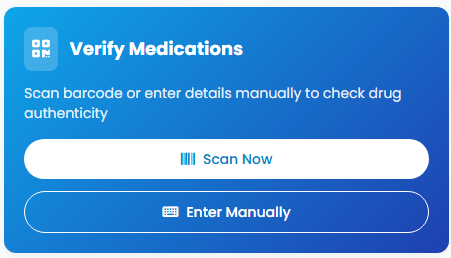 Verify Medications
Scan barcode or enter details manually to check drug
authenticity
Scan Now
Enter Manually